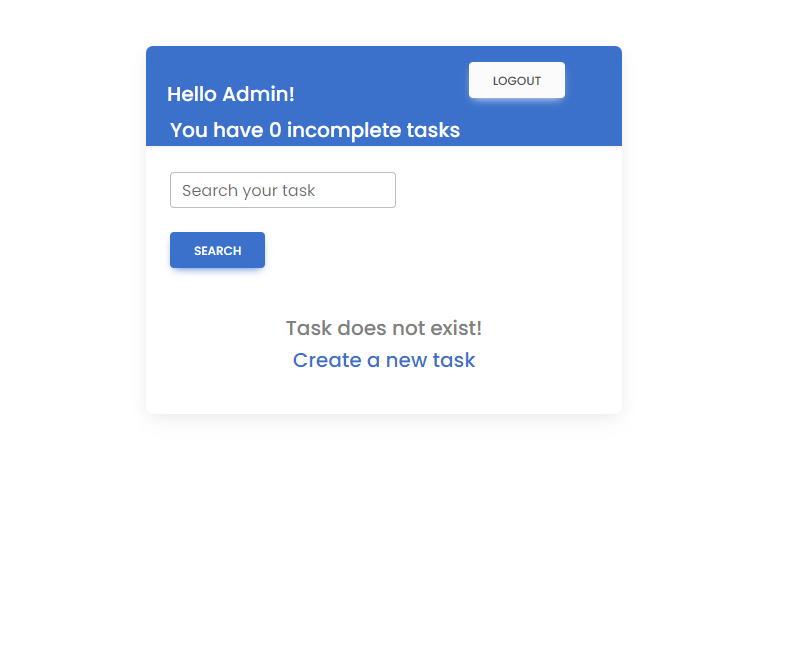 LOGOUT
Hello Admin!
You have 0 incomplete tasks
Search your task
SEARCH
Task does not exist!
Create a new task